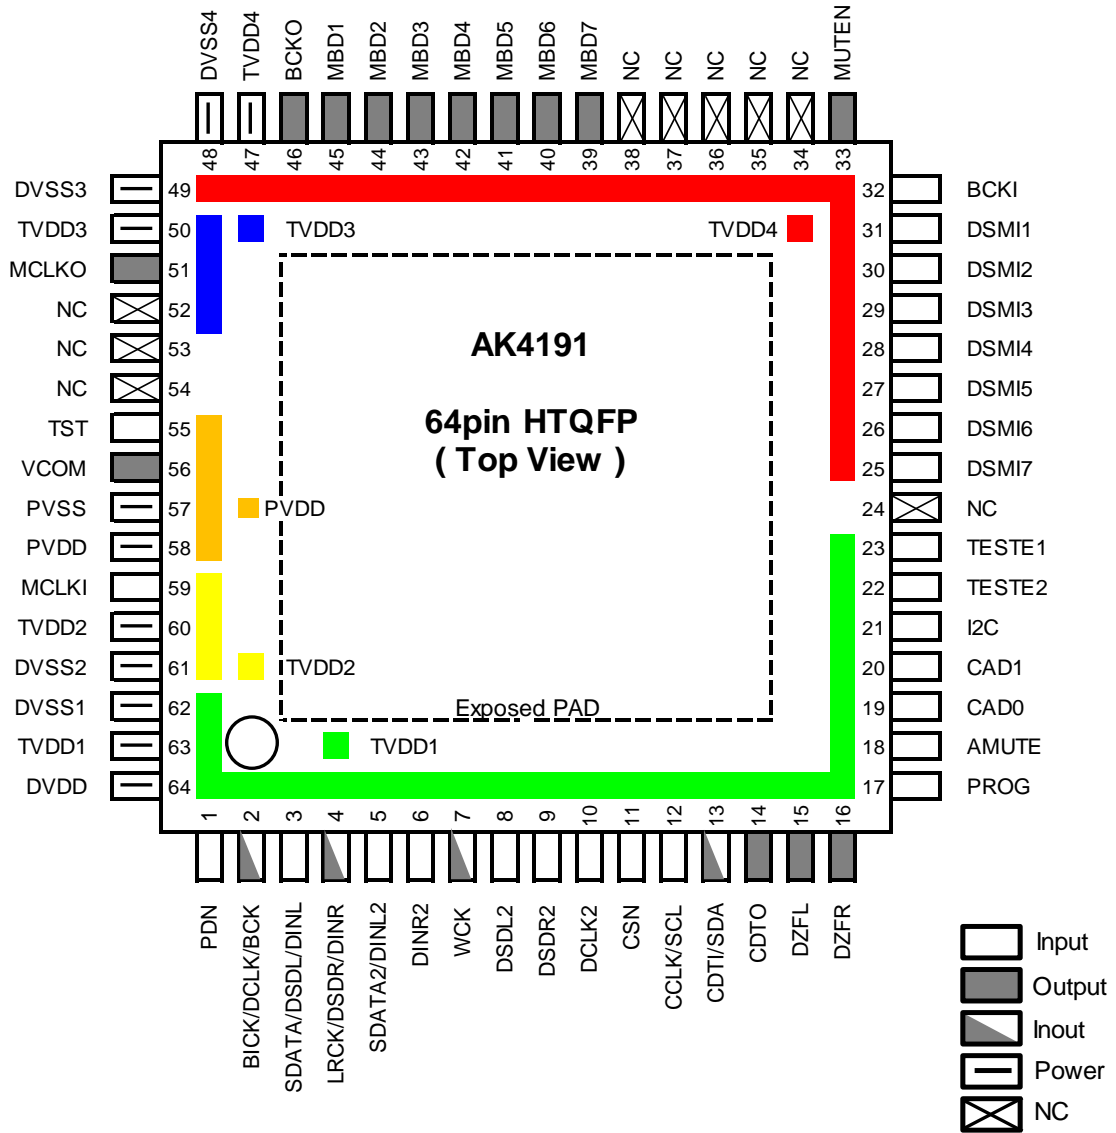 DVSS4 TVDD4 BCKO MBD1 MBD2 MBD3 MBD4 MBD5 MBD6 MBD7 NC NC NC NC NC MUTEN
48 47 46 45 44 43 42 41 40 39 38 37 36 35 34 33
DVSS3 49 32 BCKI
TVDD3 50 TVDD3 TVDD4 31 DSMI1
MCLKO 51 30 DSMI2
NC 52 29 DSMI3
NC 53 AK4191 28 DSMI4
NC 54 27 DSMI5
TST 55 64pin HTQFP 26 DSMI6
VCOM 56 ( Top View ) 25 DSMI7
PVSS 57 PVDD 24 NC
PVDD 58 23 TESTE1
MCLKI 59 22 TESTE2
TVDD2 60 21 I2C
DVSS2 61 TVDD2 20 CAD1
DVSS1 62 Exposed PAD 19 CAD0
TVDD1 63 TVDD1 18 AMUTE
DVDD 64 17 PROG
1 2 3 4 5 6 7 8 9 10 11 12 13 14 15 16
PDN BICK/DCLK/BCK SDATA/DSDL/DINL LRCK/DSDR/DINR SDATA2/DINL2 DINR2 WCK DSDL2 DSDR2 DCLK2 CSN CCLK/SCL CDTI/SDA CDTO DZFL DZFR
Input
Output
Inout
Power
NC